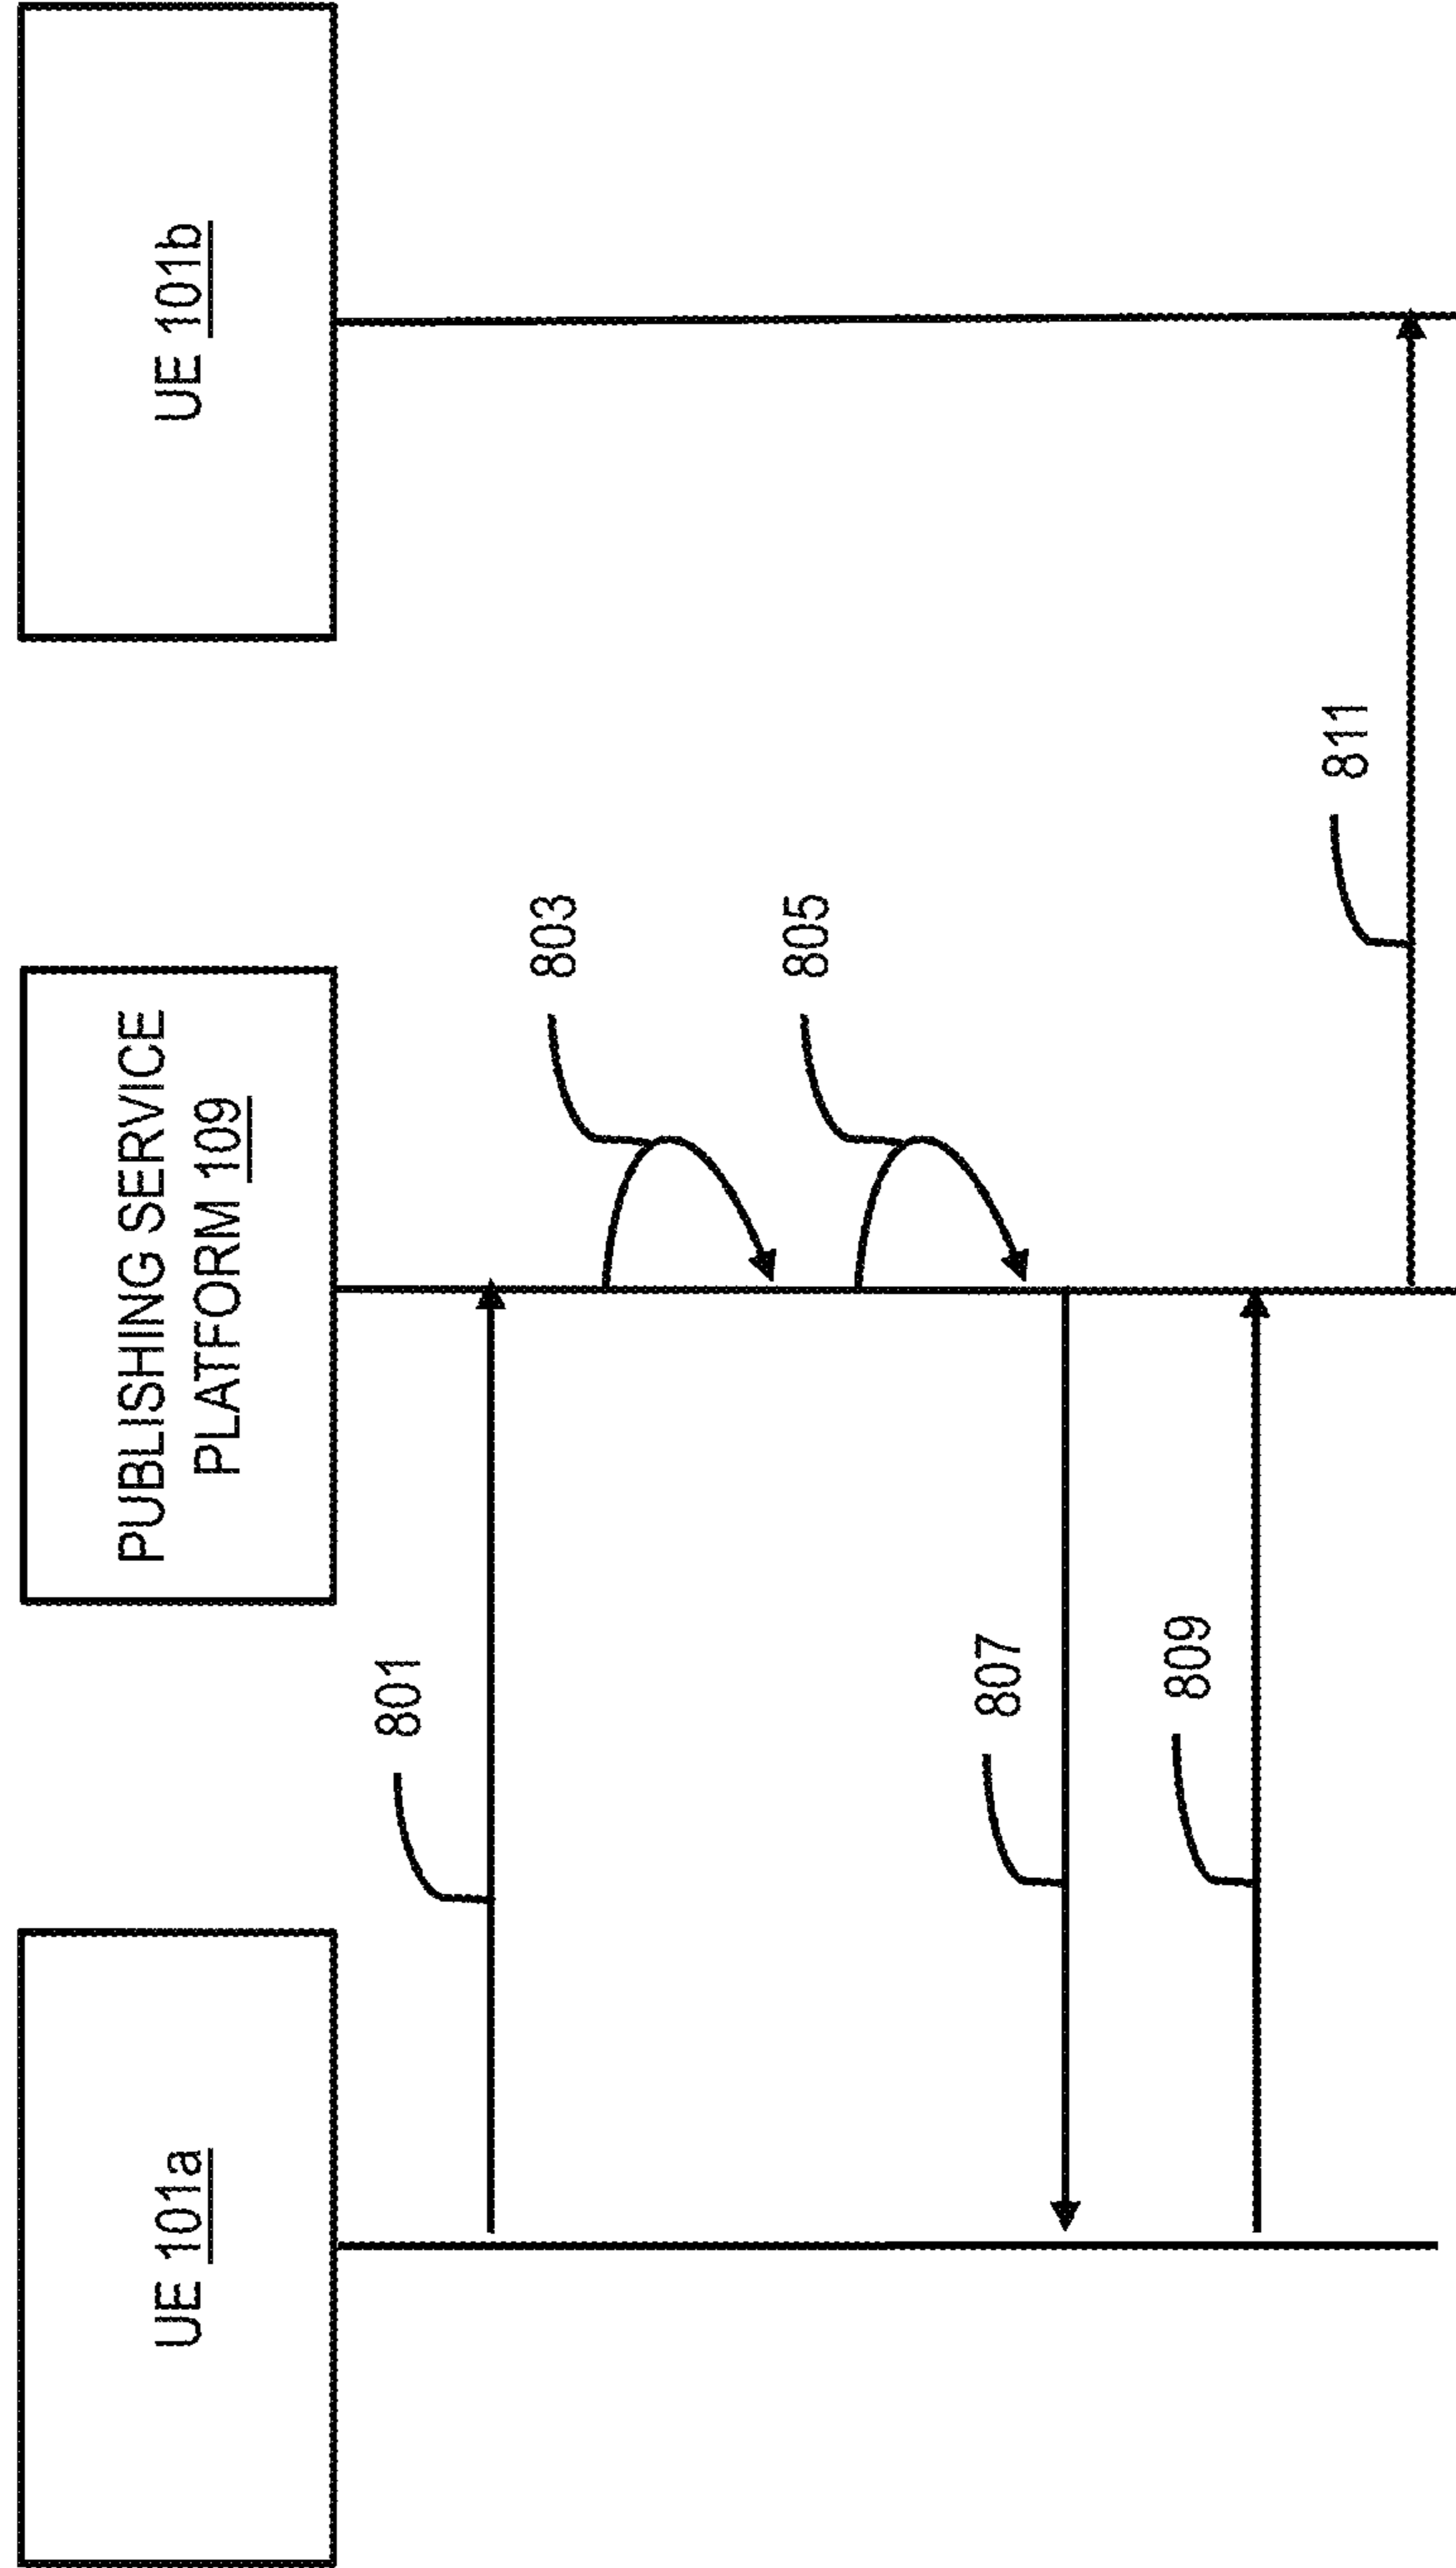 UE 101a
PUBLISHING SERVICE
PLATFORM 109
UE 101b
801
803
805
807
809
811